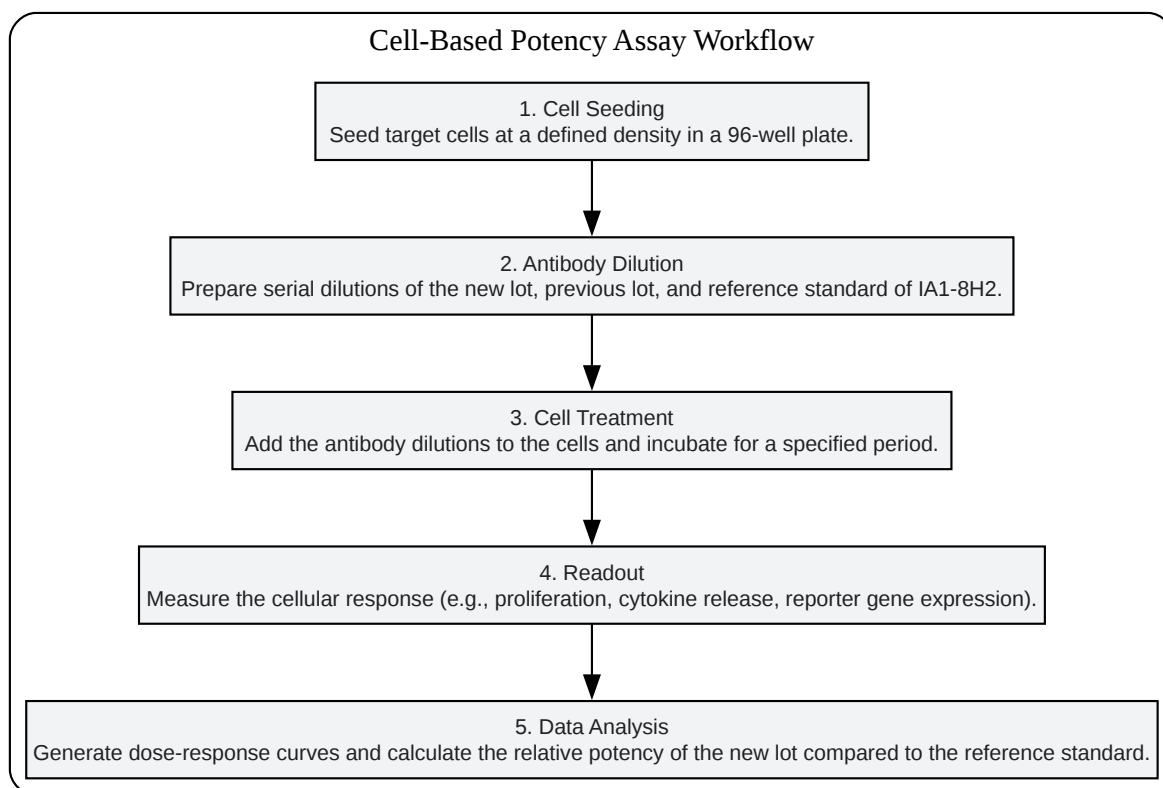 Cell-Based Potency Assay Workflow
1. Cell Seeding
Seed target cells at a defined density in a 96-well plate.
2. Antibody Dilution
Prepare serial dilutions of the new lot, previous lot, and reference standard of IA1-8H2.
3. Cell Treatment
Add the antibody dilutions to the cells and incubate for a specified period.
4. Readout
Measure the cellular response (e.g., proliferation, cytokine release, reporter gene expression).
5. Data Analysis
Generate dose-response curves and calculate the relative potency of the new lot compared to the reference standard.